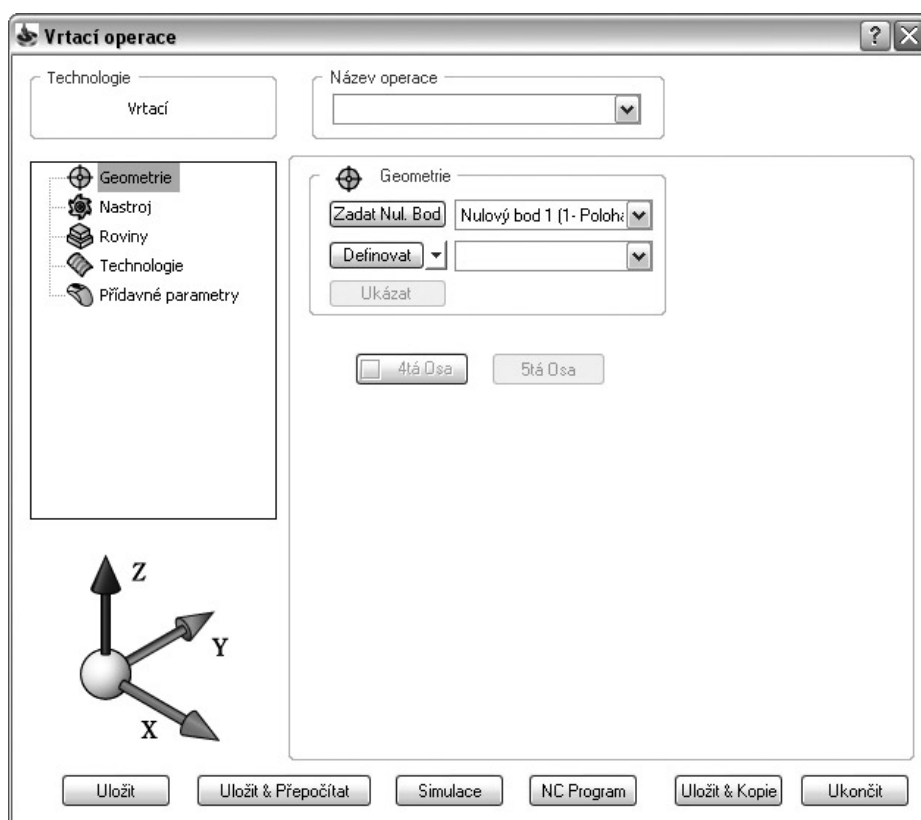 Vrtací operace
Technologie
Vrtací
Název operace
Geometrie
Nastroj
Roviny
Technologie
Přídavné parametry
Geometrie
Zadat Nul. Bod
Nulový bod 1 (1- Poloha
Definovat
Ukázat
4tá Osa
5tá Osa
Z
Y
X
Uložit
Uložit & Přepočítat
Simulace
NC Program
Uložit & Kopie
Ukončit